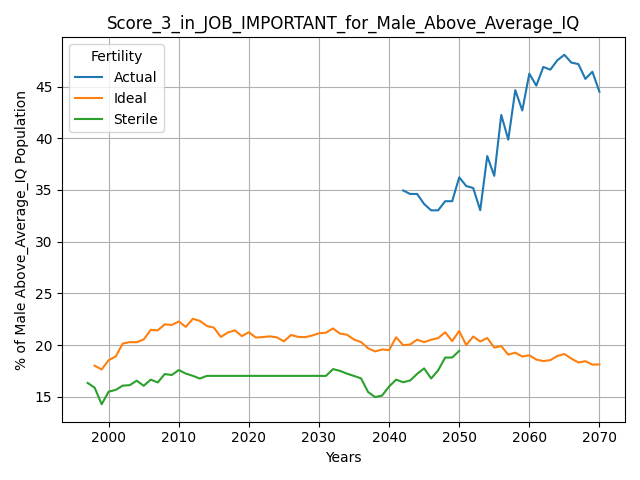 Score_3_in_JOB_IMPORTANT_for_Male_Above_Average_IQ
Fertility
Actual
Ideal
Sterile
% of Male Above_Average_IQ Population
45
40
35
30
25
20
15
2000 2010 2020 2030 2040 2050 2060 2070
Years